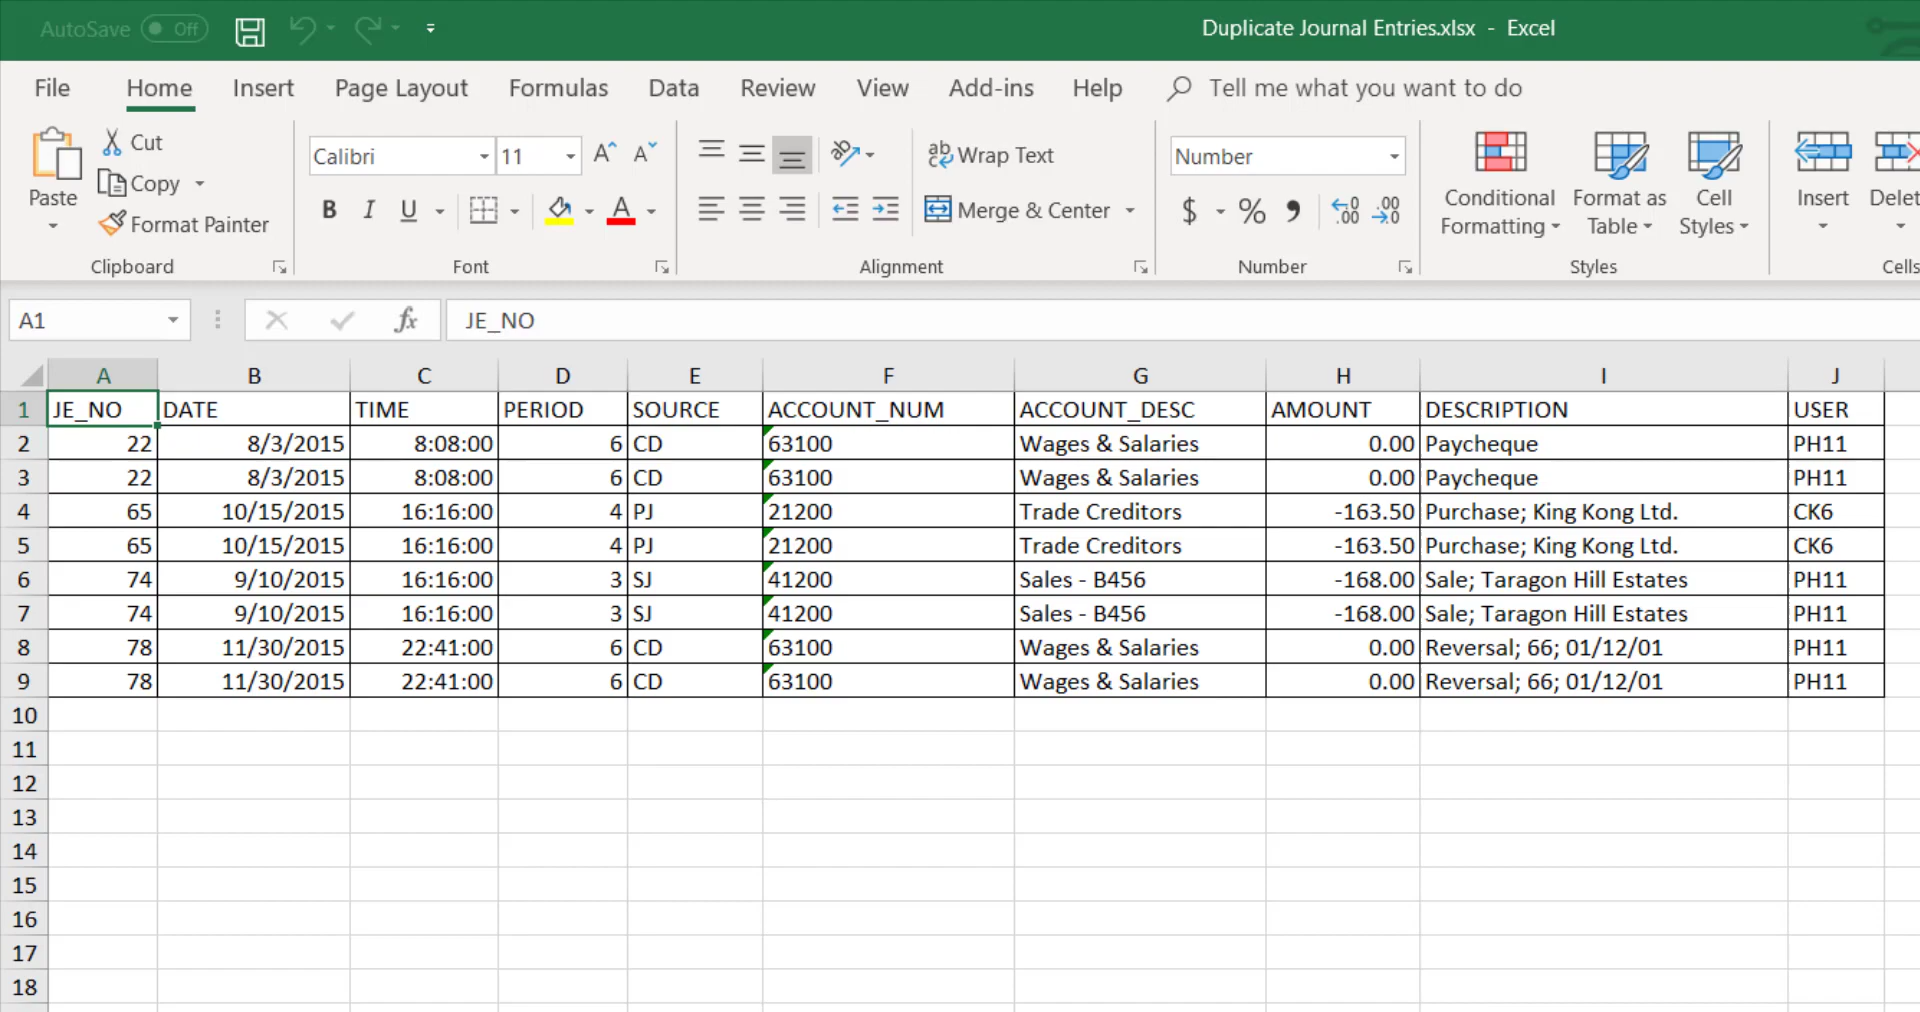 AutoSave Off Duplicate Journal Entries.xlsx - Excel
File Home Insert Page Layout Formulas Data Review View Add-ins Help Tell me what you want to do
Paste Cut Copy Format Painter Clipboard
Calibri 11 A A B I U A Font
ab Wrap Text Merge & Center Alignment
Number $ % , .00 .00 Number
Conditional Formatting Format as Table Cell Styles Styles
Insert Cells
A1 fx JE_NO
A B C D E F G H I J
1 JE_NO DATE TIME PERIOD SOURCE ACCOUNT_NUM ACCOUNT_DESC AMOUNT DESCRIPTION USER
2 22 8/3/2015 8:08:00 6 CD 63100 Wages & Salaries 0.00 Paycheque PH11
3 22 8/3/2015 8:08:00 6 CD 63100 Wages & Salaries 0.00 Paycheque PH11
4 65 10/15/2015 16:16:00 4 PJ 21200 Trade Creditors -163.50 Purchase; King Kong Ltd. CK6
5 65 10/15/2015 16:16:00 4 PJ 21200 Trade Creditors -163.50 Purchase; King Kong Ltd. CK6
6 74 9/10/2015 16:16:00 3 SJ 41200 Sales - B456 -168.00 Sale; Taragon Hill Estates PH11
7 74 9/10/2015 16:16:00 3 SJ 41200 Sales - B456 -168.00 Sale; Taragon Hill Estates PH11
8 78 11/30/2015 22:41:00 6 CD 63100 Wages & Salaries 0.00 Reversal; 66; 01/12/01 PH11
9 78 11/30/2015 22:41:00 6 CD 63100 Wages & Salaries 0.00 Reversal; 66; 01/12/01 PH11
10
11
12
13
14
15
16
17
18